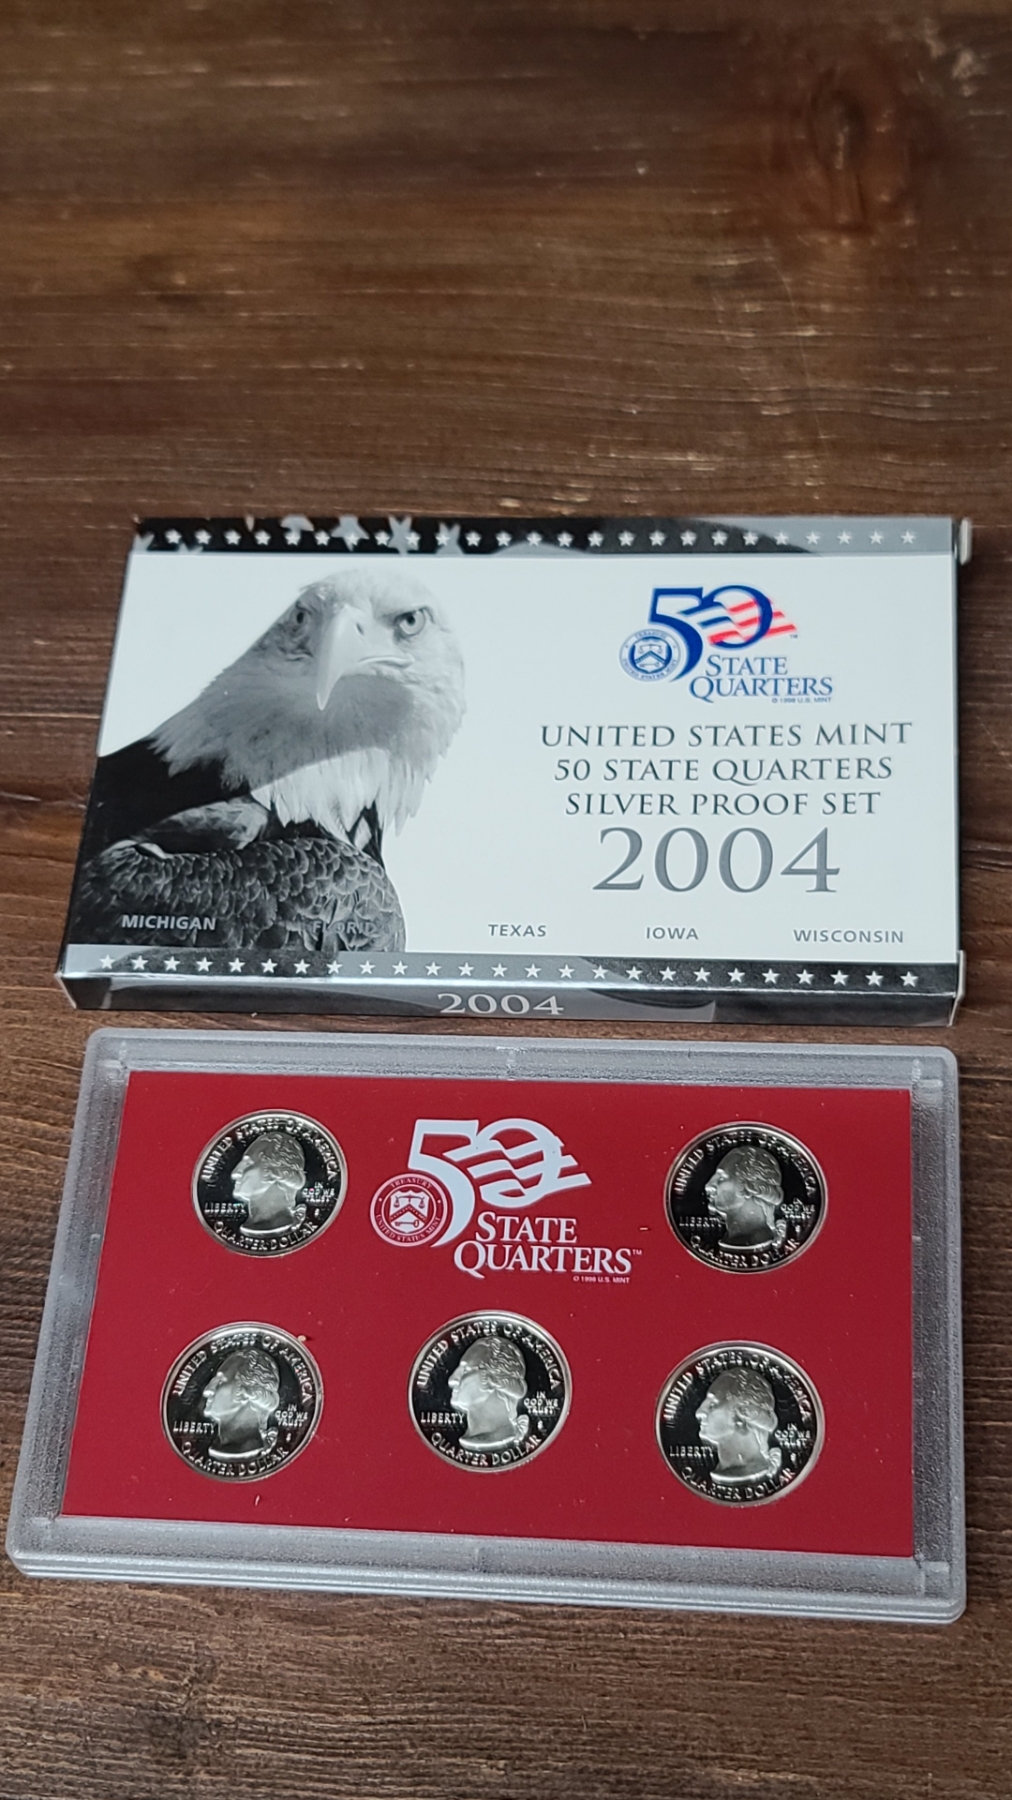 50
STATE
QUARTERS
© 1998 U.S. MINT
UNITED STATES MINT
50 STATE QUARTERS
SILVER PROOF SET
2004
MICHIGAN FLORIDA TEXAS IOWA WISCONSIN
2004
UNITED STATES OF AMERICA
LIBERTY
IN
GOD WE
TRUST
S
QUARTER DOLLAR
50
STATE
QUARTERS™
© 1998 U.S. MINT
UNITED STATES OF AMERICA
LIBERTY
IN
GOD WE
TRUST
QUARTER DOLLAR
UNITED STATES OF AMERICA
LIBERTY
IN
GOD WE
TRUST
QUARTER DOLLAR
UNITED STATES OF AMERICA
LIBERTY
IN
GOD WE
TRUST
S
QUARTER DOLLAR
UNITED STATES OF AMERICA
LIBERTY
IN
GOD WE
TRUST
QUARTER DOLLAR